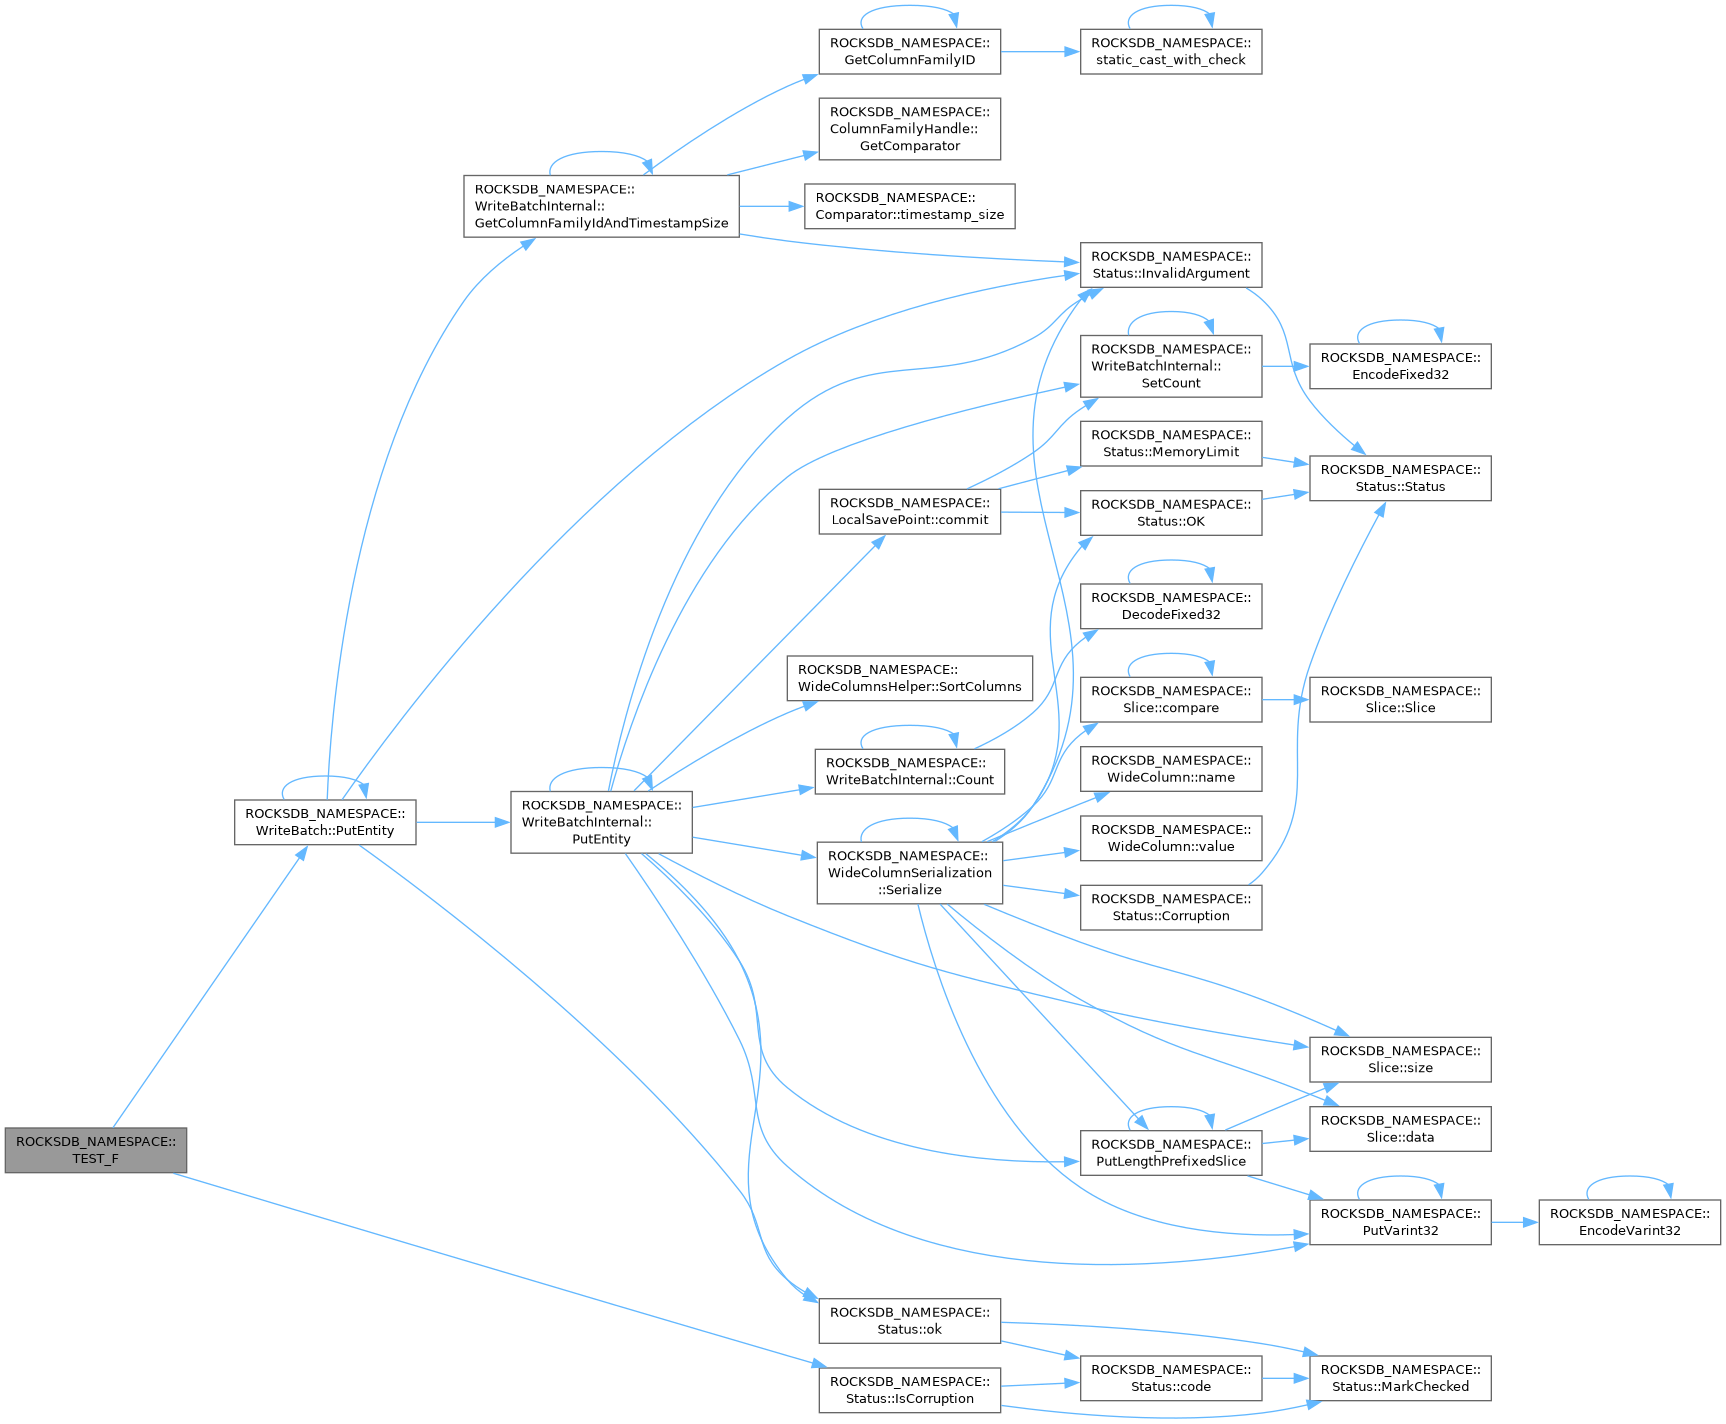 ROCKSDB_NAMESPACE::
TEST_F
ROCKSDB_NAMESPACE::
WriteBatch::PutEntity
ROCKSDB_NAMESPACE::
WriteBatchInternal::
GetColumnFamilyIdAndTimestampSize
ROCKSDB_NAMESPACE::
WriteBatchInternal::
PutEntity
ROCKSDB_NAMESPACE::
GetColumnFamilyID
ROCKSDB_NAMESPACE::
ColumnFamilyHandle::
GetComparator
ROCKSDB_NAMESPACE::
Comparator::timestamp_size
ROCKSDB_NAMESPACE::
LocalSavePoint::commit
ROCKSDB_NAMESPACE::
WideColumnsHelper::SortColumns
ROCKSDB_NAMESPACE::
WriteBatchInternal::Count
ROCKSDB_NAMESPACE::
WideColumnSerialization
::Serialize
ROCKSDB_NAMESPACE::
Status::ok
ROCKSDB_NAMESPACE::
Status::IsCorruption
ROCKSDB_NAMESPACE::
static_cast_with_check
ROCKSDB_NAMESPACE::
Status::InvalidArgument
ROCKSDB_NAMESPACE::
WriteBatchInternal::
SetCount
ROCKSDB_NAMESPACE::
Status::MemoryLimit
ROCKSDB_NAMESPACE::
Status::OK
ROCKSDB_NAMESPACE::
DecodeFixed32
ROCKSDB_NAMESPACE::
Slice::compare
ROCKSDB_NAMESPACE::
WideColumn::name
ROCKSDB_NAMESPACE::
WideColumn::value
ROCKSDB_NAMESPACE::
Status::Corruption
ROCKSDB_NAMESPACE::
PutLengthPrefixedSlice
ROCKSDB_NAMESPACE::
Status::code
ROCKSDB_NAMESPACE::
EncodeFixed32
ROCKSDB_NAMESPACE::
Status::Status
ROCKSDB_NAMESPACE::
Slice::Slice
ROCKSDB_NAMESPACE::
Slice::size
ROCKSDB_NAMESPACE::
Slice::data
ROCKSDB_NAMESPACE::
PutVarint32
ROCKSDB_NAMESPACE::
Status::MarkChecked
ROCKSDB_NAMESPACE::
EncodeVarint32